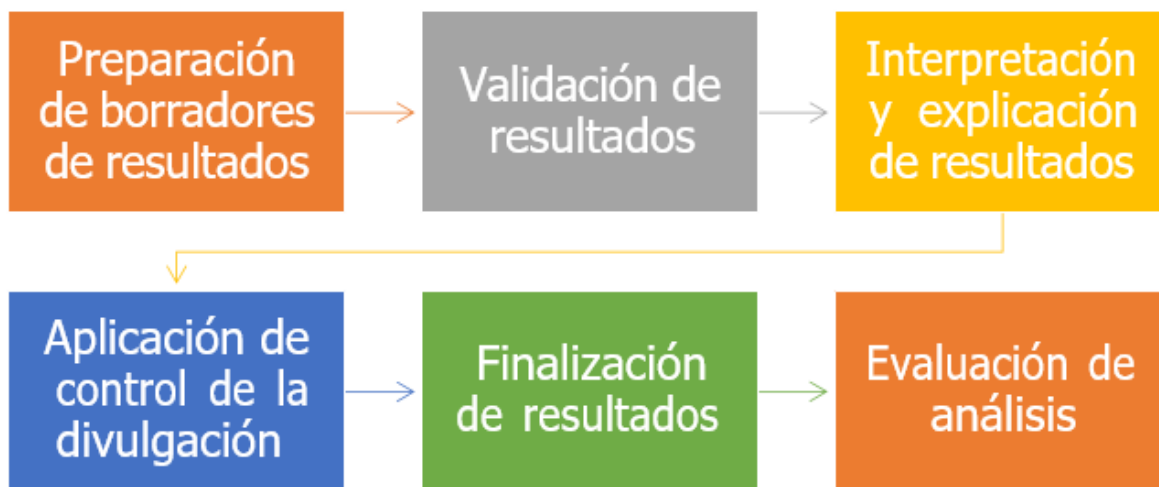 Preparación
de borradores
de resultados
Validación de
resultados
Interpretación
y explicación
de resultados
Aplicación de
control de la
divulgación
Finalización
de resultados
Evaluación de
análisis